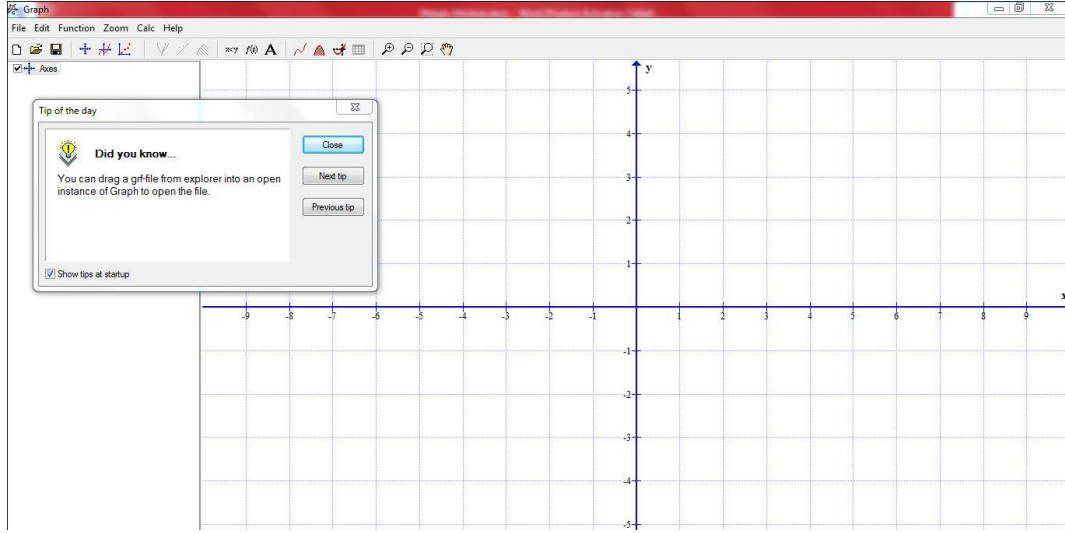 Graph
File Edit Function Zoom Calc Help
Axes
Tip of the day
Did you know...
You can drag a grf-file from explorer into an open
instance of Graph to open the file.
Close
Next tip
Previous tip
Show tips at startup
y
5
4
3
2
1
x
-9 -8 -7 -6 -5 -4 -3 -2 -1 1 2 3 4 5 6 7 8 9
-1
-2
-3
-4
-5